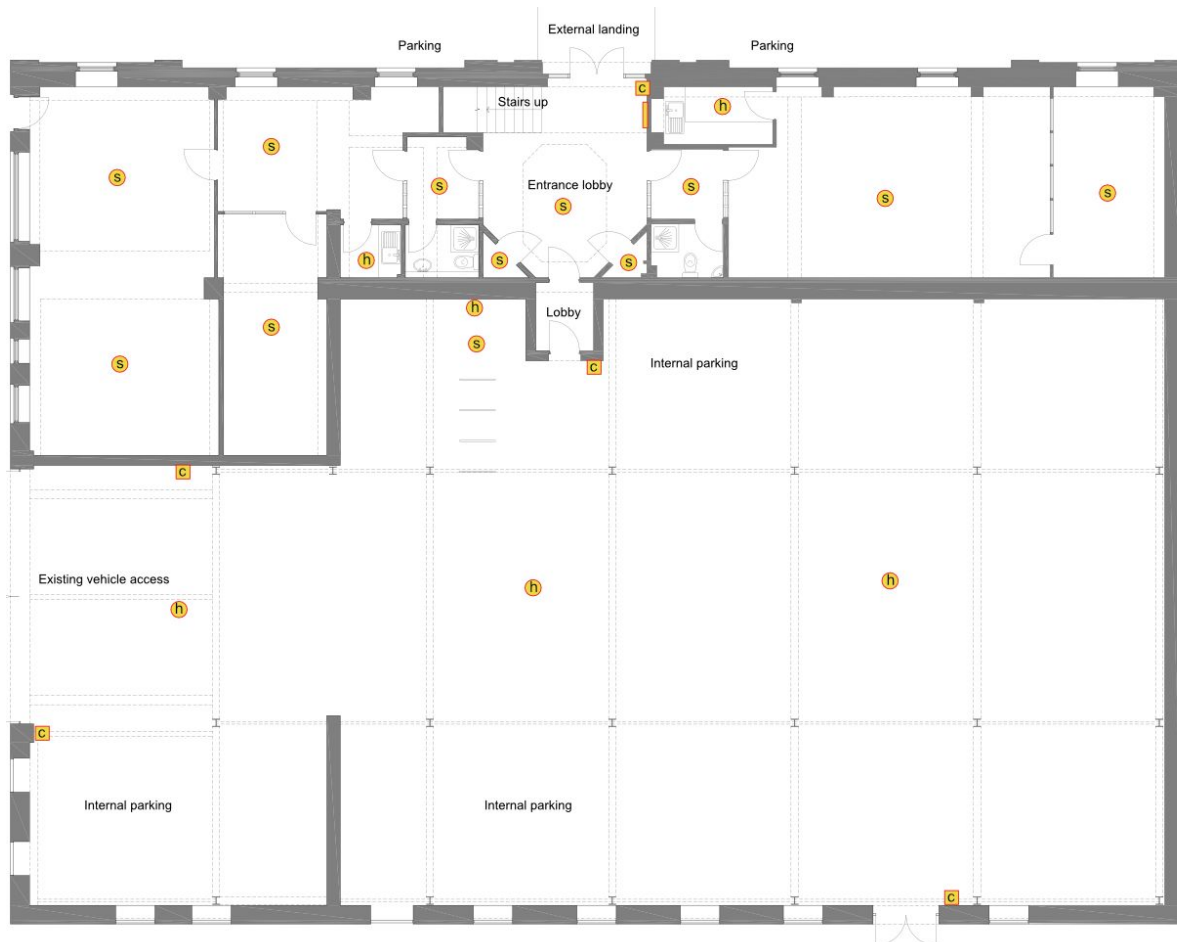 External landing
Parking
Parking
c
Stairs up
h
s
s
s
Entrance lobby
s
s
s
s
h
s
s
h
Lobby
s
s
c
Internal parking
s
c
Existing vehicle access
h
h
h
c
Internal parking
Internal parking
c